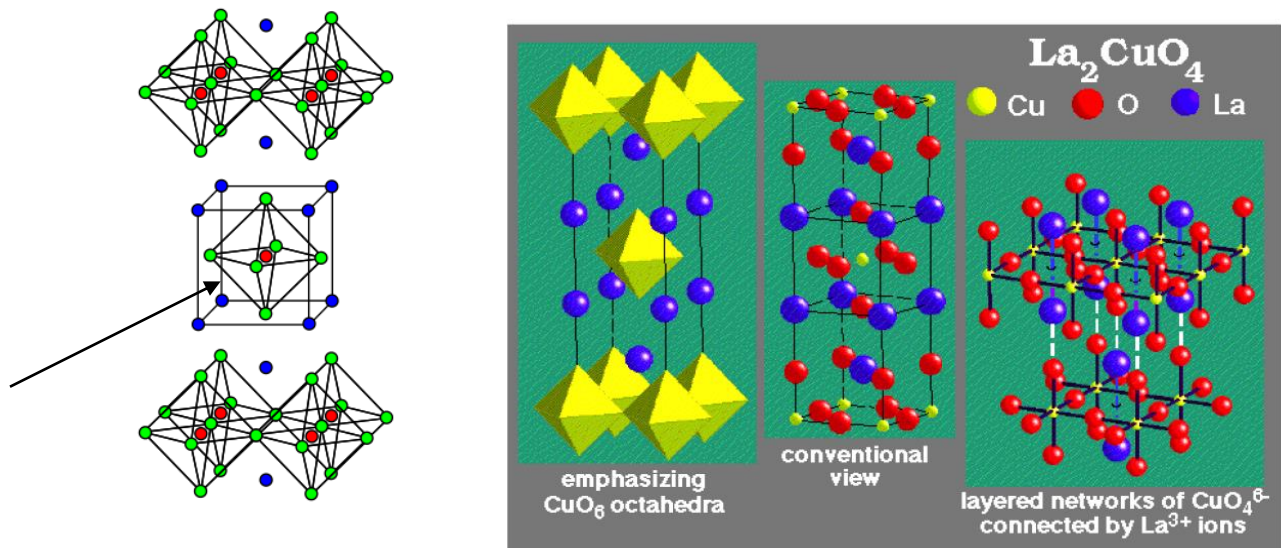 La₂CuO₄
Cu O La
emphasizing
CuO₆ octahedra
conventional
view
layered networks of CuO₄⁶⁻
connected by La³⁺ ions